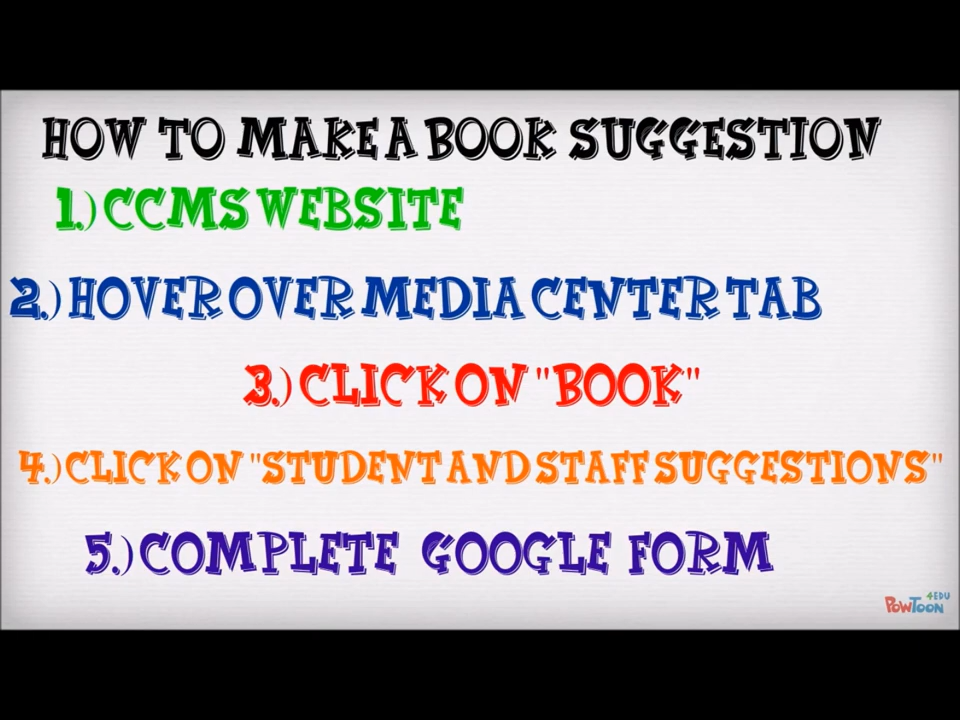 HOW TO MAKE A BOOK SUGGESTION
1.) CCMS WEBSITE
2.) HOVER OVER MEDIA CENTER TAB
3.) CLICK ON "BOOK"
4.) CLICK ON "STUDENT AND STAFF SUGGESTIONS"
5.) COMPLETE GOOGLE FORM
4EDU
POWTOON